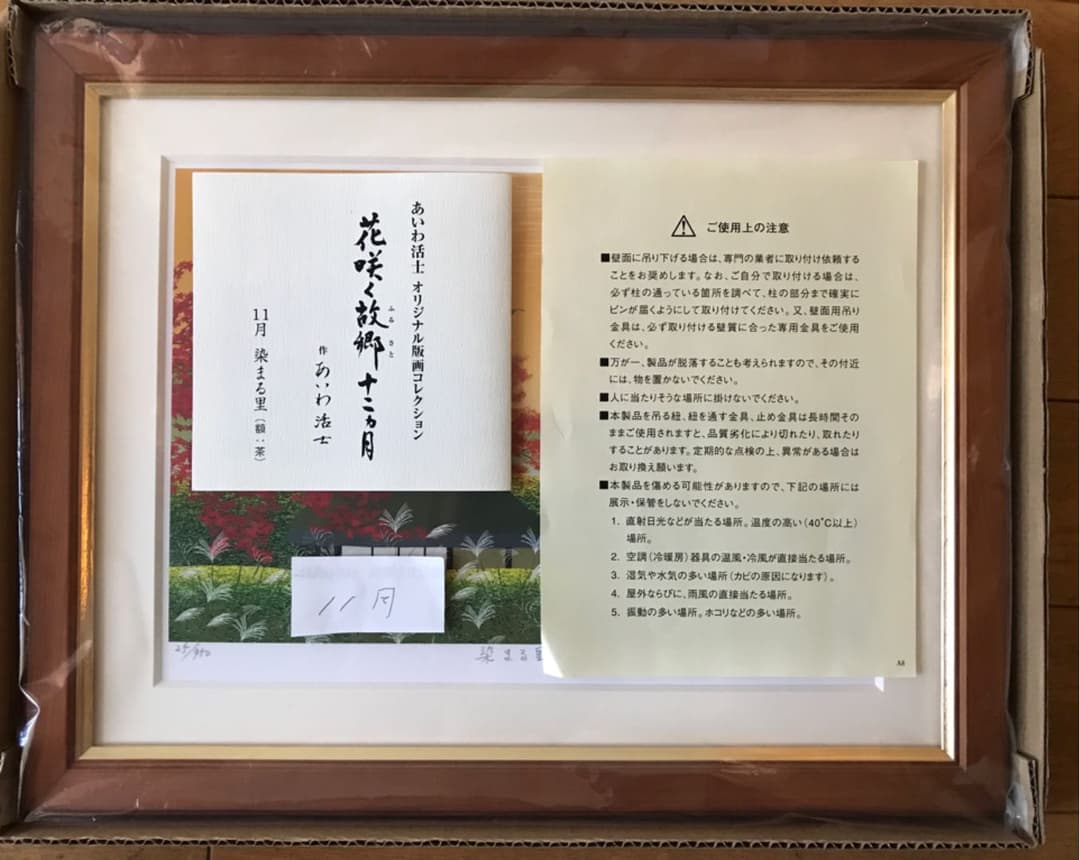 あいわ活士 オリジナル版画コレクション
花咲く故郷十二ヵ月
ふる さと
作 あいわ活士
11月 染まる里（額：茶）
11月
染まる里
ご使用上の注意
■壁面に吊り下げる場合は、専門の業者に取り付け依頼する
ことをお奨めします。なお、ご自分で取り付ける場合は、
必ず柱の通っている箇所を調べて、柱の部分まで確実に
ピンが届くようにして取り付けてください。又、壁面用吊り
金具は、必ず取り付ける壁質に合った専用金具をご使用
ください。
■万が一、製品が脱落することも考えられますので、その付近
には、物を置かないでください。
■人に当たりそうな場所に掛けないでください。
■本製品を吊る紐、紐を通す金具、止め金具は長時間その
ままご使用されますと、品質劣化により切れたり、取れたり
することがあります。定期的な点検の上、異常がある場合は
お取り換え願います。
■本製品を傷める可能性がありますので、下記の場所には
展示・保管をしないでください。
1. 直射日光などが当たる場所。温度の高い（40℃以上）
場所。
2. 空調（冷暖房）器具の温風・冷風が直接当たる場所。
3. 湿気や水気の多い場所（カビの原因になります）。
4. 屋外ならびに、雨風の直接当たる場所。
5. 振動の多い場所。ホコリなどの多い場所。